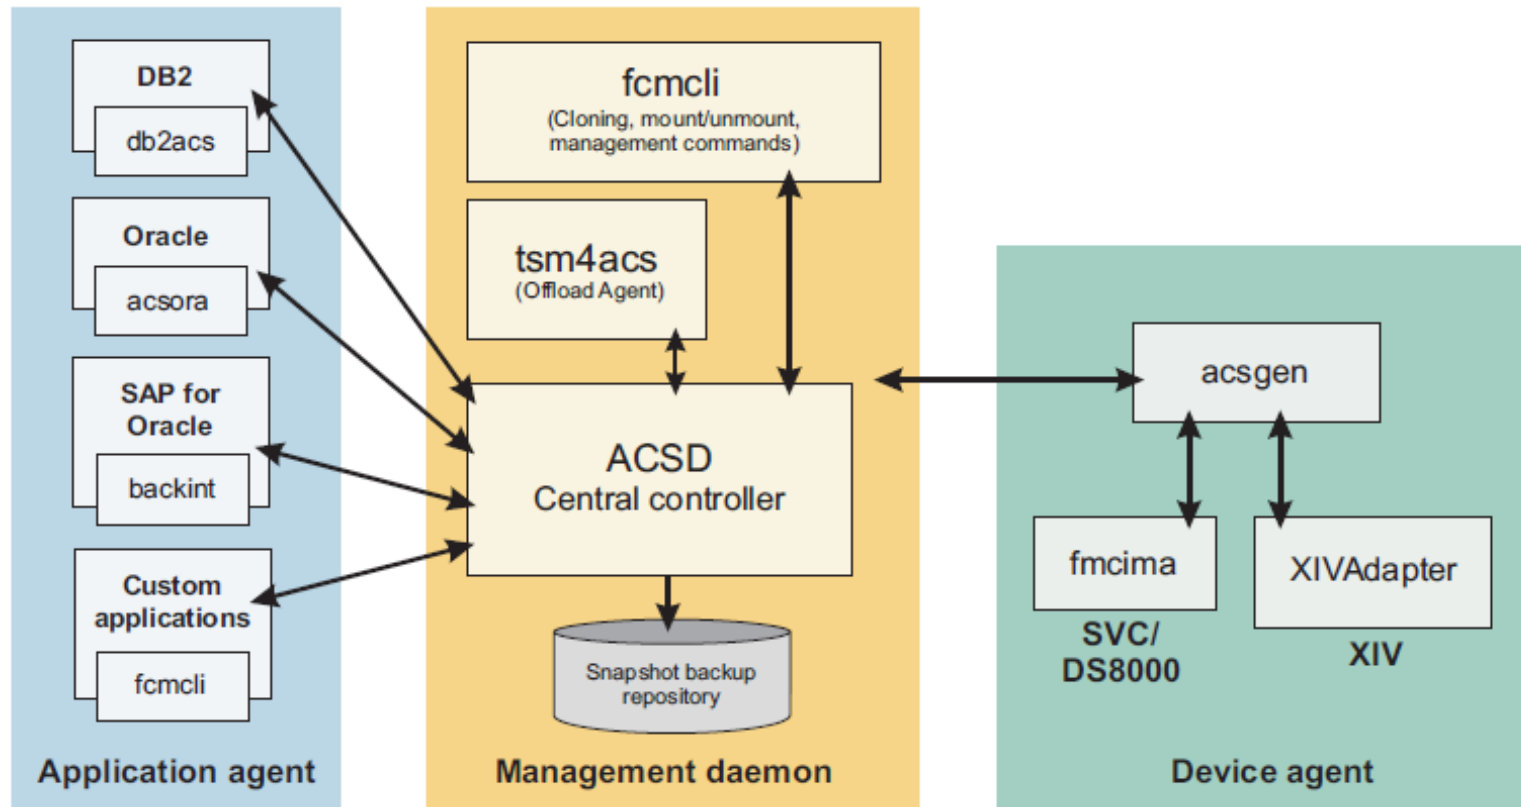 DB2
db2acs
Oracle
acsora
SAP for
Oracle
backint
Custom
applications
fcmcli
Application agent
fcmcli
(Cloning, mount/unmount,
management commands)
tsm4acs
(Offload Agent)
ACSD
Central controller
Snapshot backup
repository
Management daemon
acsgen
fmcima
SVC/
DS8000
XIVAdapter
XIV
Device agent